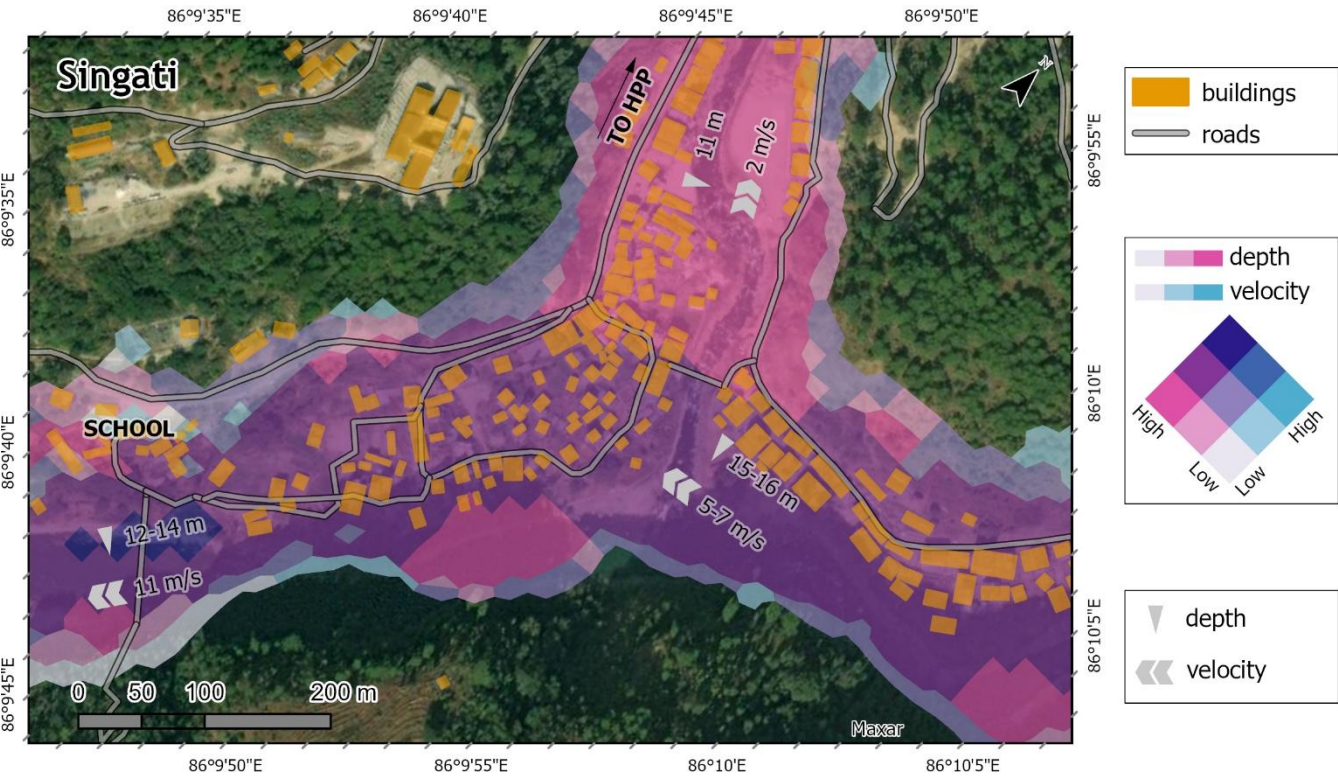 86°9'35"E 86°9'40"E 86°9'45"E 86°9'50"E
Singati
TO HPP
11 m
2 m/s
N
86°9'35"E
86°9'55"E
86°9'40"E
86°10'E
SCHOOL
12-14 m
11 m/s
15-16 m
5-7 m/s
86°9'45"E
86°10'5"E
0 50 100 200 m
Maxar
86°9'50"E 86°9'55"E 86°10'E 86°10'5"E
buildings
roads
depth
velocity
High
High
Low
Low
depth
velocity